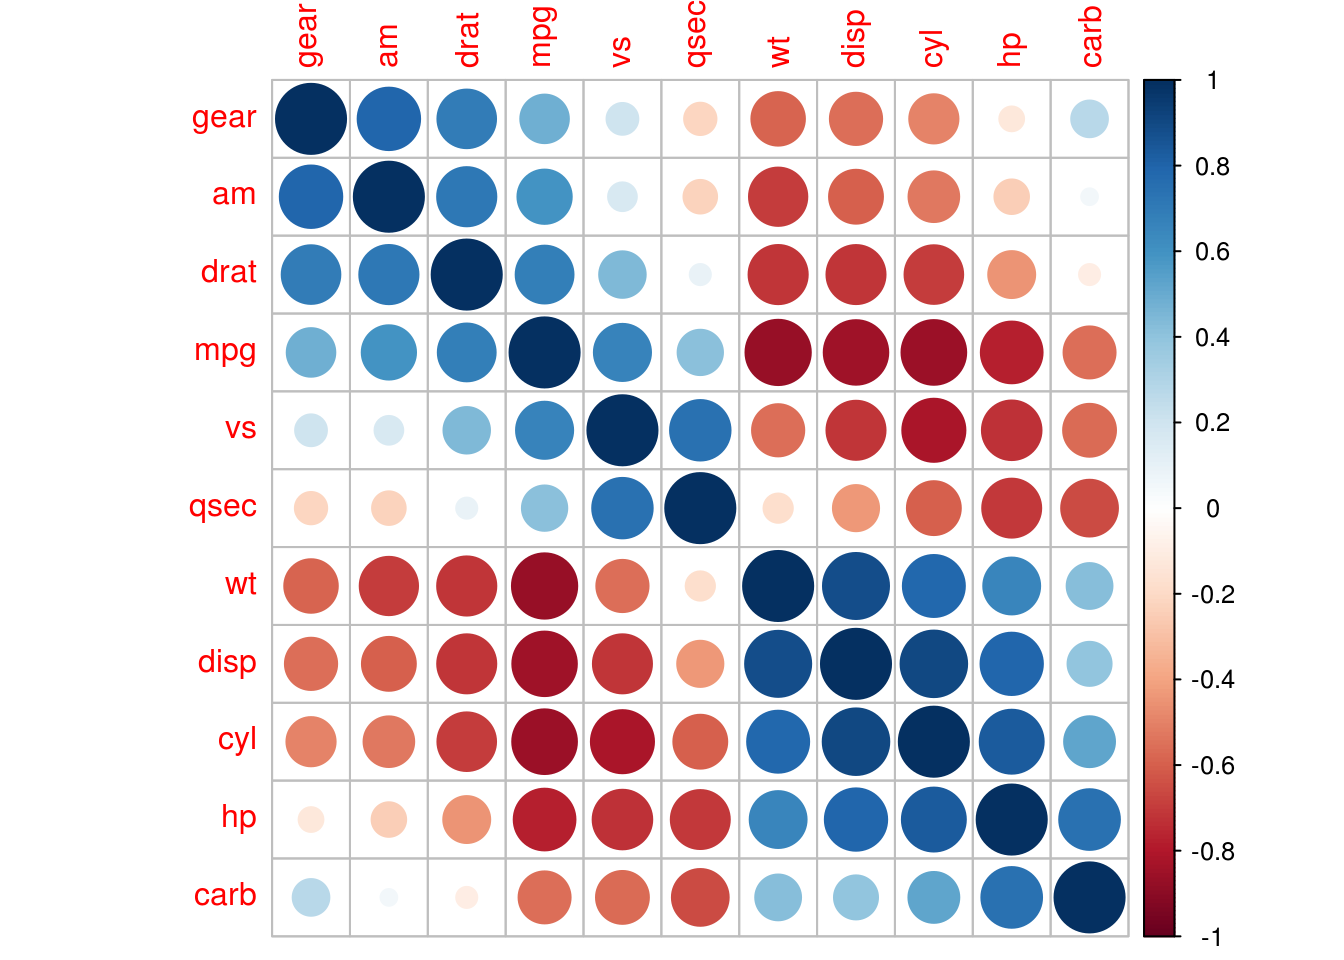 gear am drat mpg vs qsec wt disp cyl hp carb
gear
am
drat
mpg
vs
qsec
wt
disp
cyl
hp
carb
1
0.8
0.6
0.4
0.2
0
-0.2
-0.4
-0.6
-0.8
-1